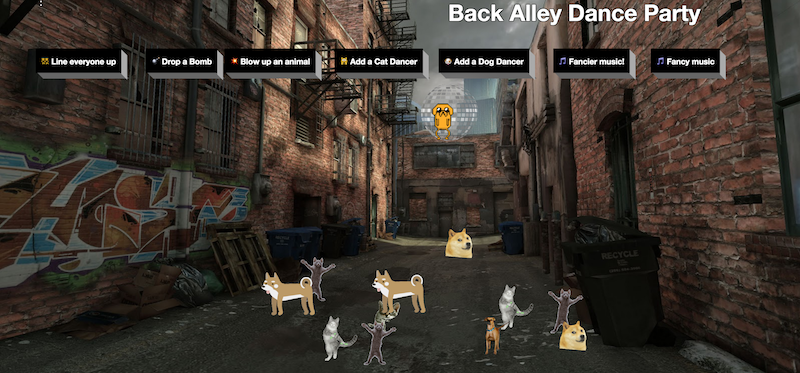 Back Alley Dance Party
Line everyone up
Drop a Bomb
Blow up an animal
Add a Cat Dancer
Add a Dog Dancer
Fancier music!
Fancy music
RECYCLE